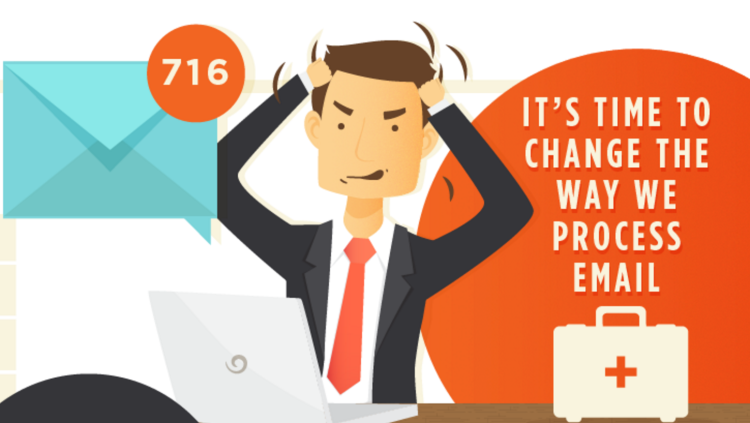 716
IT'S TIME TO
CHANGE THE
WAY WE
PROCESS
EMAIL